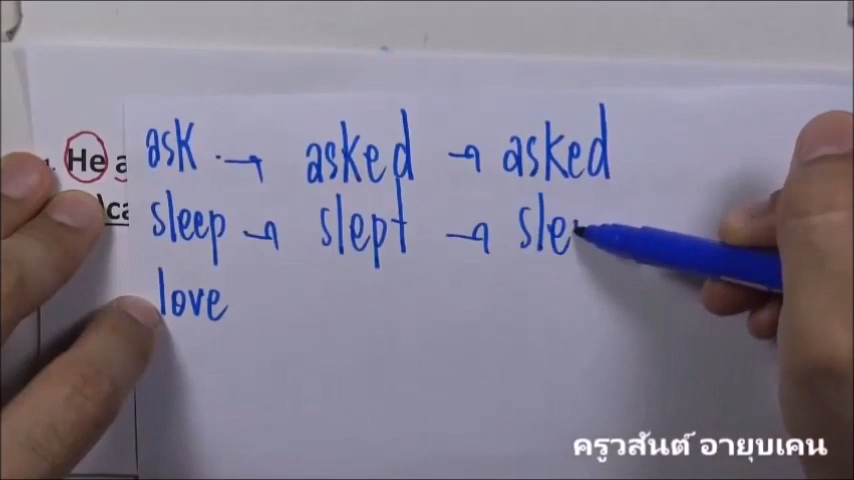 He a
ask → asked → asked
sleep → slept → sle
love
ครูวสันต์ อายุบเคน